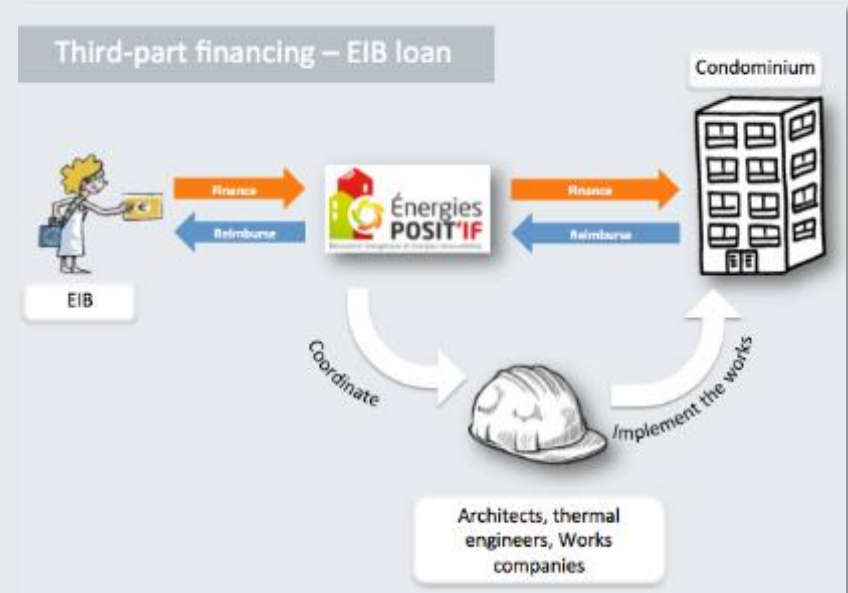 Third-part financing – EIB loan
Condominium
Finance
Reimburse
Énergies
POSIT'IF
Finance
Reimburse
EIB
Coordinate
Implement the works
Architects, thermal
engineers, Works
companies